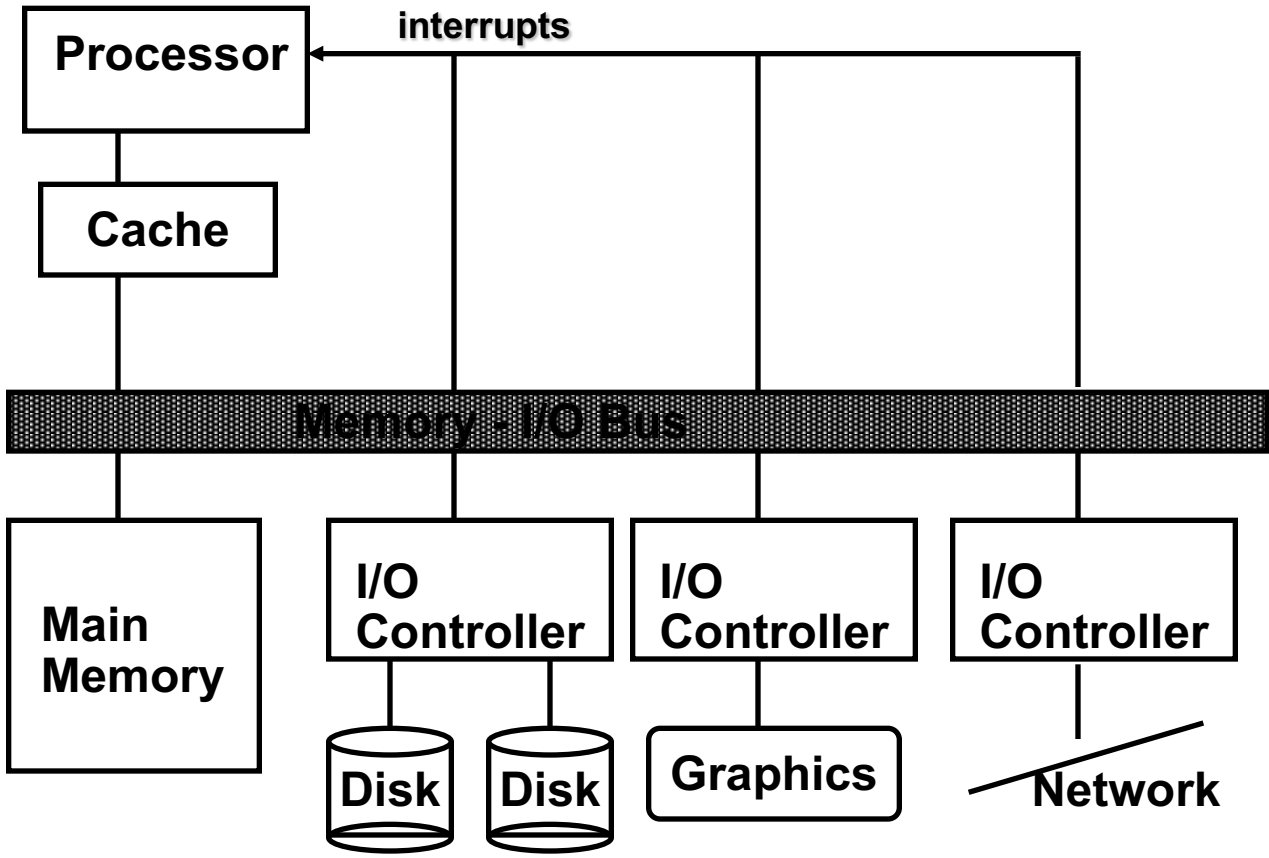 interrupts
Processor
Cache
Memory - I/O Bus
Main
Memory
I/O
Controller
I/O
Controller
I/O
Controller
Disk
Disk
Graphics
Network